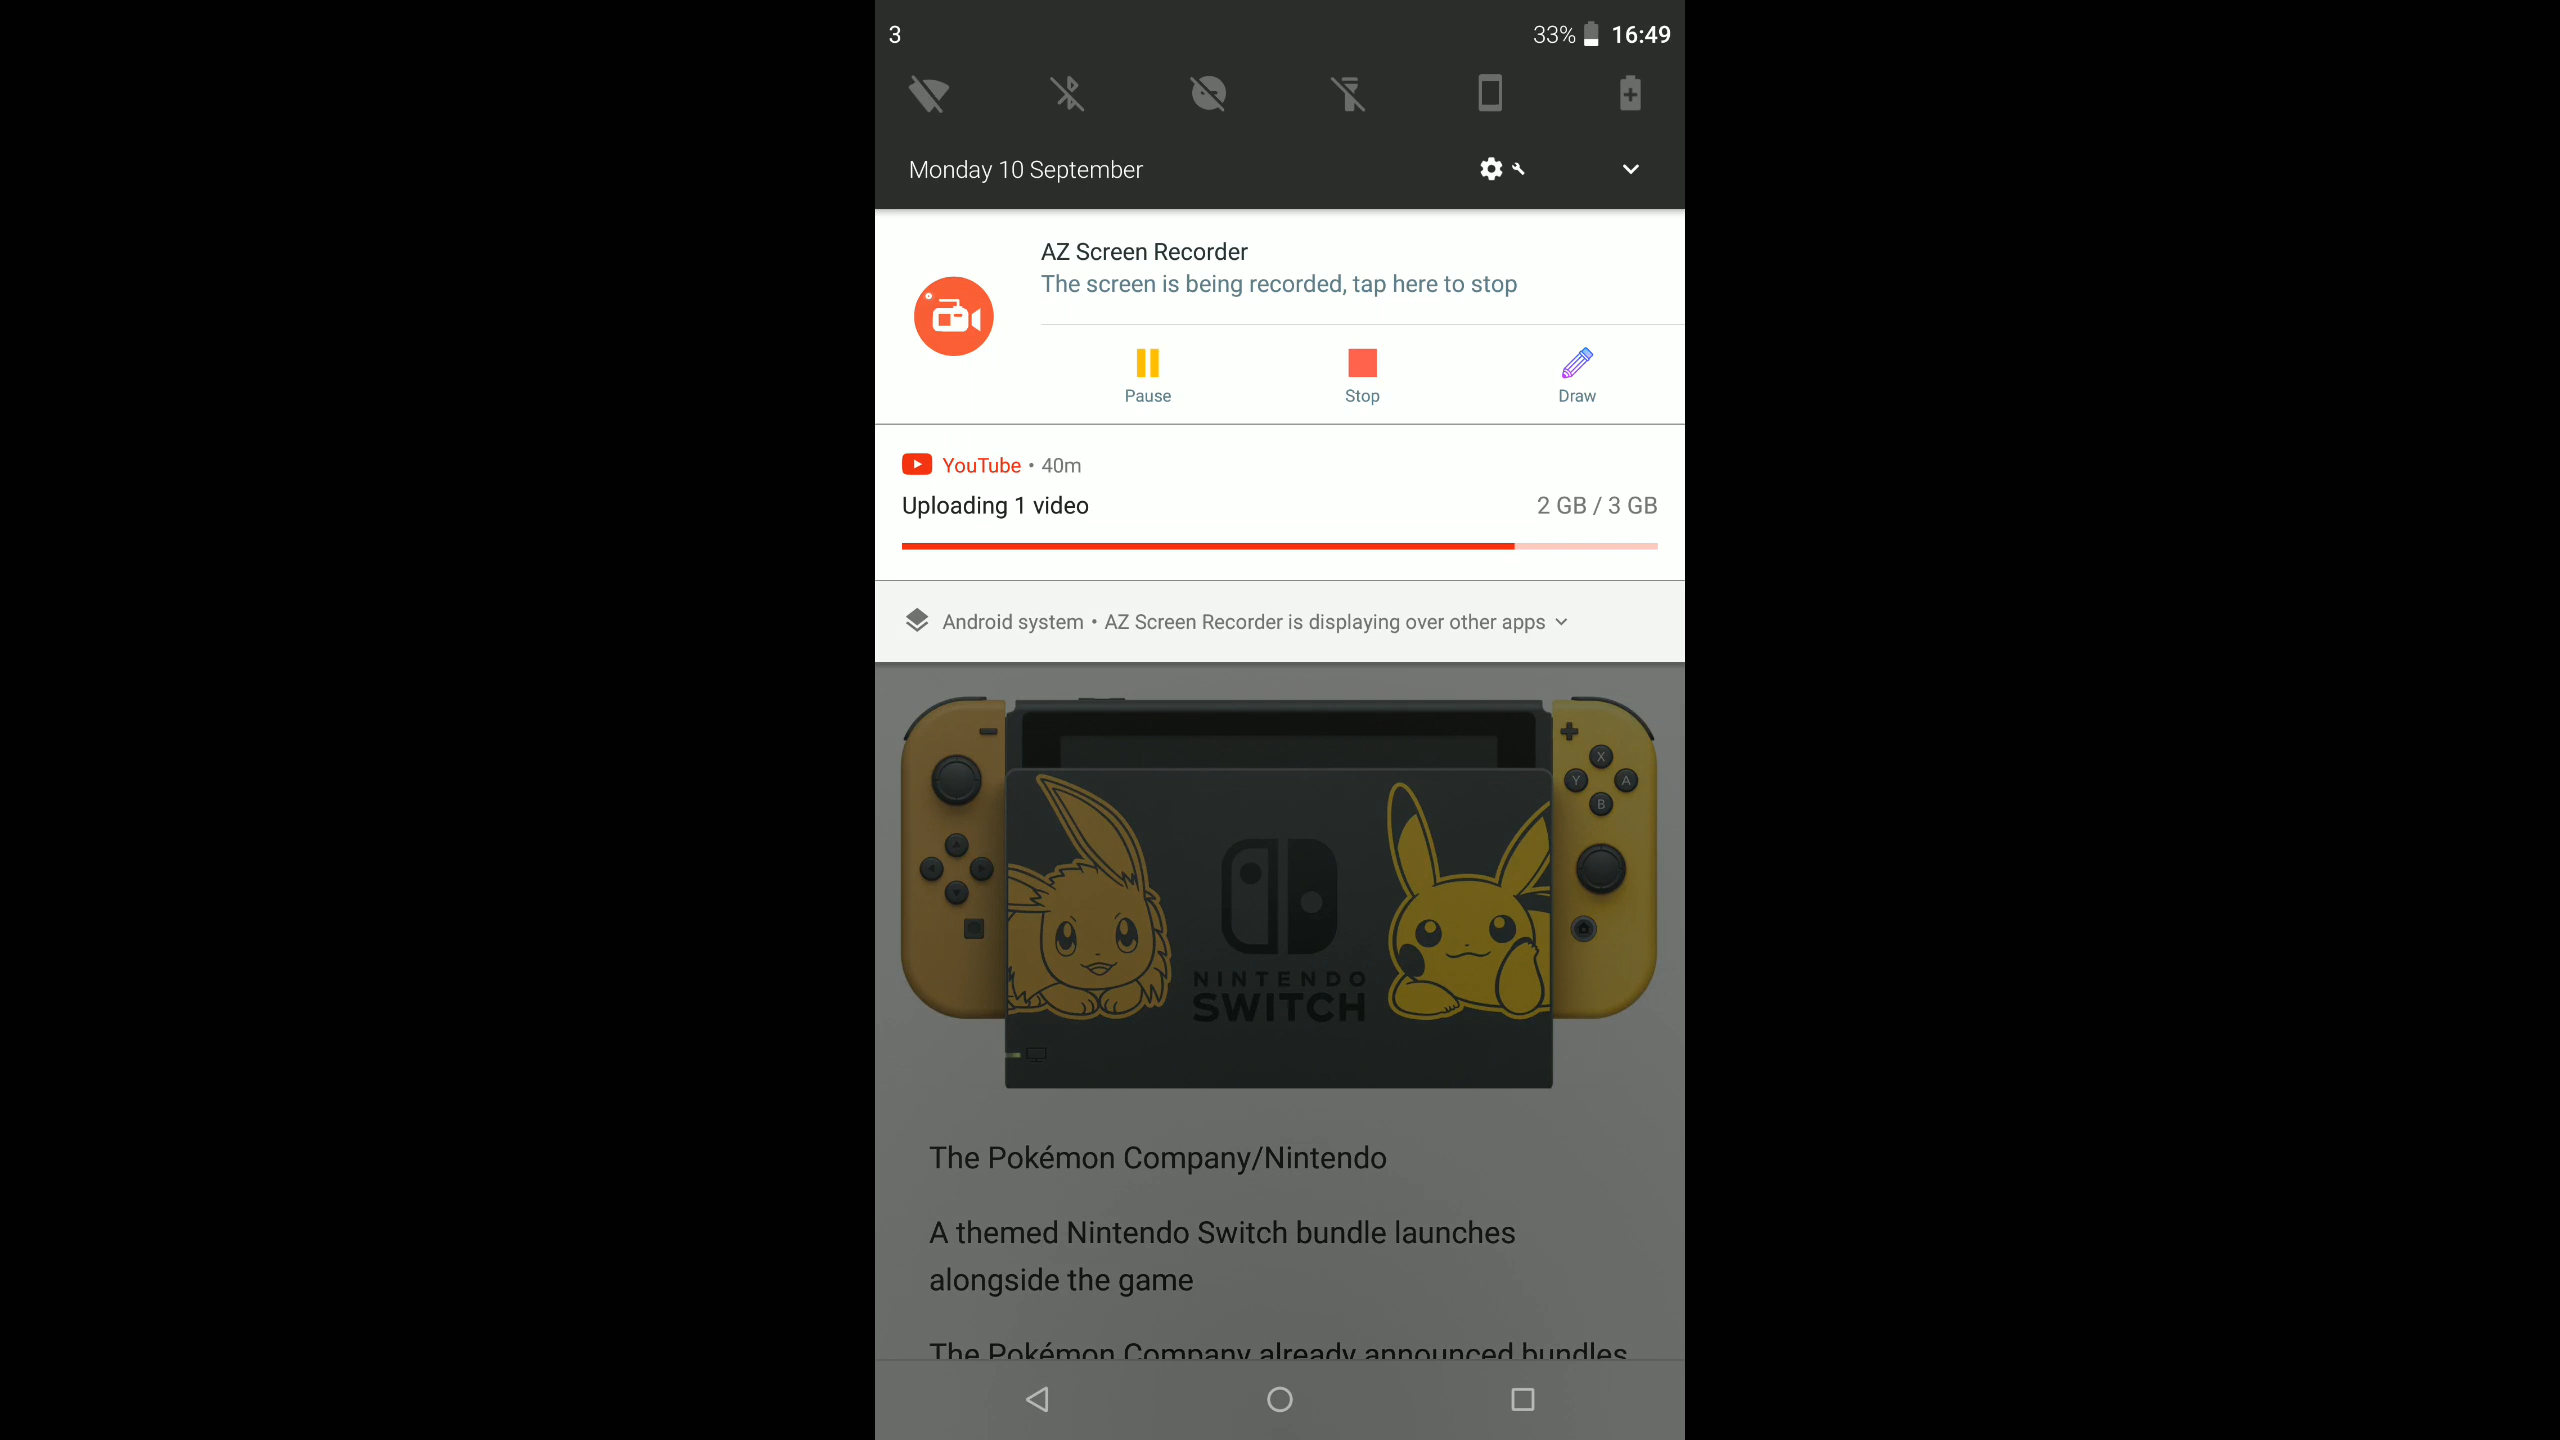 3
33% 16:49
Monday 10 September
AZ Screen Recorder
The screen is being recorded, tap here to stop
Pause Stop Draw
YouTube • 40m
Uploading 1 video 2 GB / 3 GB
Android system • AZ Screen Recorder is displaying over other apps
X
Y A
B
NINTENDO
SWITCH
The Pokémon Company/Nintendo
A themed Nintendo Switch bundle launches
alongside the game
The Pokémon Company already announced bundles